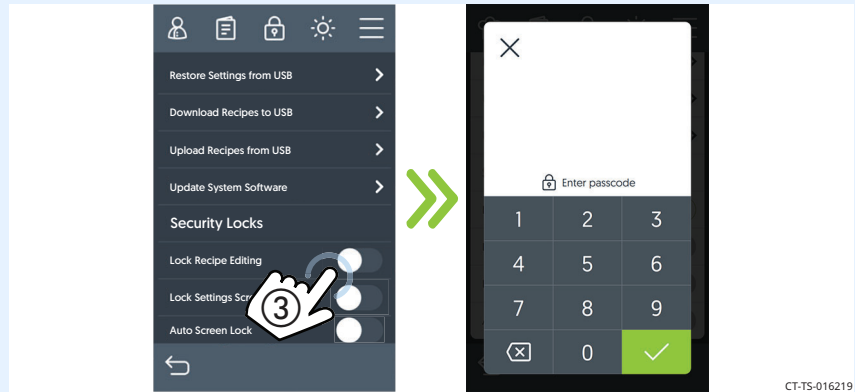 Restore Settings from USB
Download Recipes to USB
Upload Recipes from USB
Update System Software
Security Locks
Lock Recipe Editing
Lock Settings
Auto Screen Lock
3
Enter passcode
1 2 3
4 5 6
7 8 9
0
CT-TS-016219